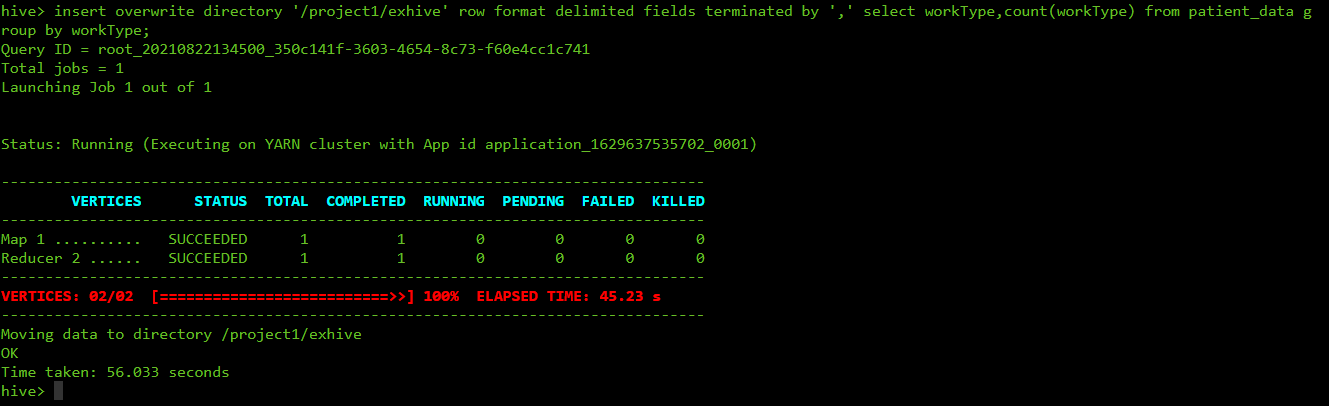 hive> insert overwrite directory '/project1/exhive' row format delimited fields terminated by ',' select workType,count(workType) from patient_data g
roup by workType;
Query ID = root_20210822134500_350c141f-3603-4654-8c73-f60e4cc1c741
Total jobs = 1
Launching Job 1 out of 1
Status: Running (Executing on YARN cluster with App id application_1629637535702_0001)
--------------------------------------------------------------------------------
VERTICES STATUS TOTAL COMPLETED RUNNING PENDING FAILED KILLED
--------------------------------------------------------------------------------
Map 1 .......... SUCCEEDED 1 1 0 0 0 0
Reducer 2 ...... SUCCEEDED 1 1 0 0 0 0
--------------------------------------------------------------------------------
VERTICES: 02/02 [==========================>>] 100% ELAPSED TIME: 45.23 s
--------------------------------------------------------------------------------
Moving data to directory /project1/exhive
OK
Time taken: 56.033 seconds
hive>